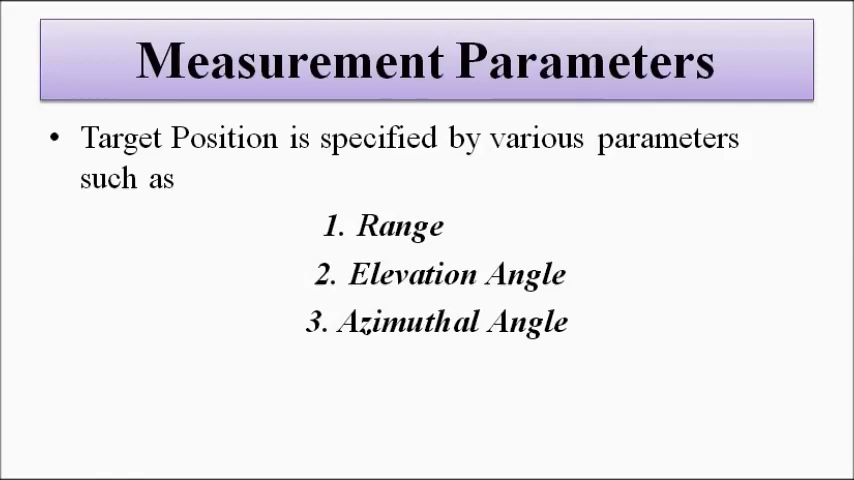 Measurement Parameters
• Target Position is specified by various parameters
such as
1. Range
2. Elevation Angle
3. Azimuthal Angle